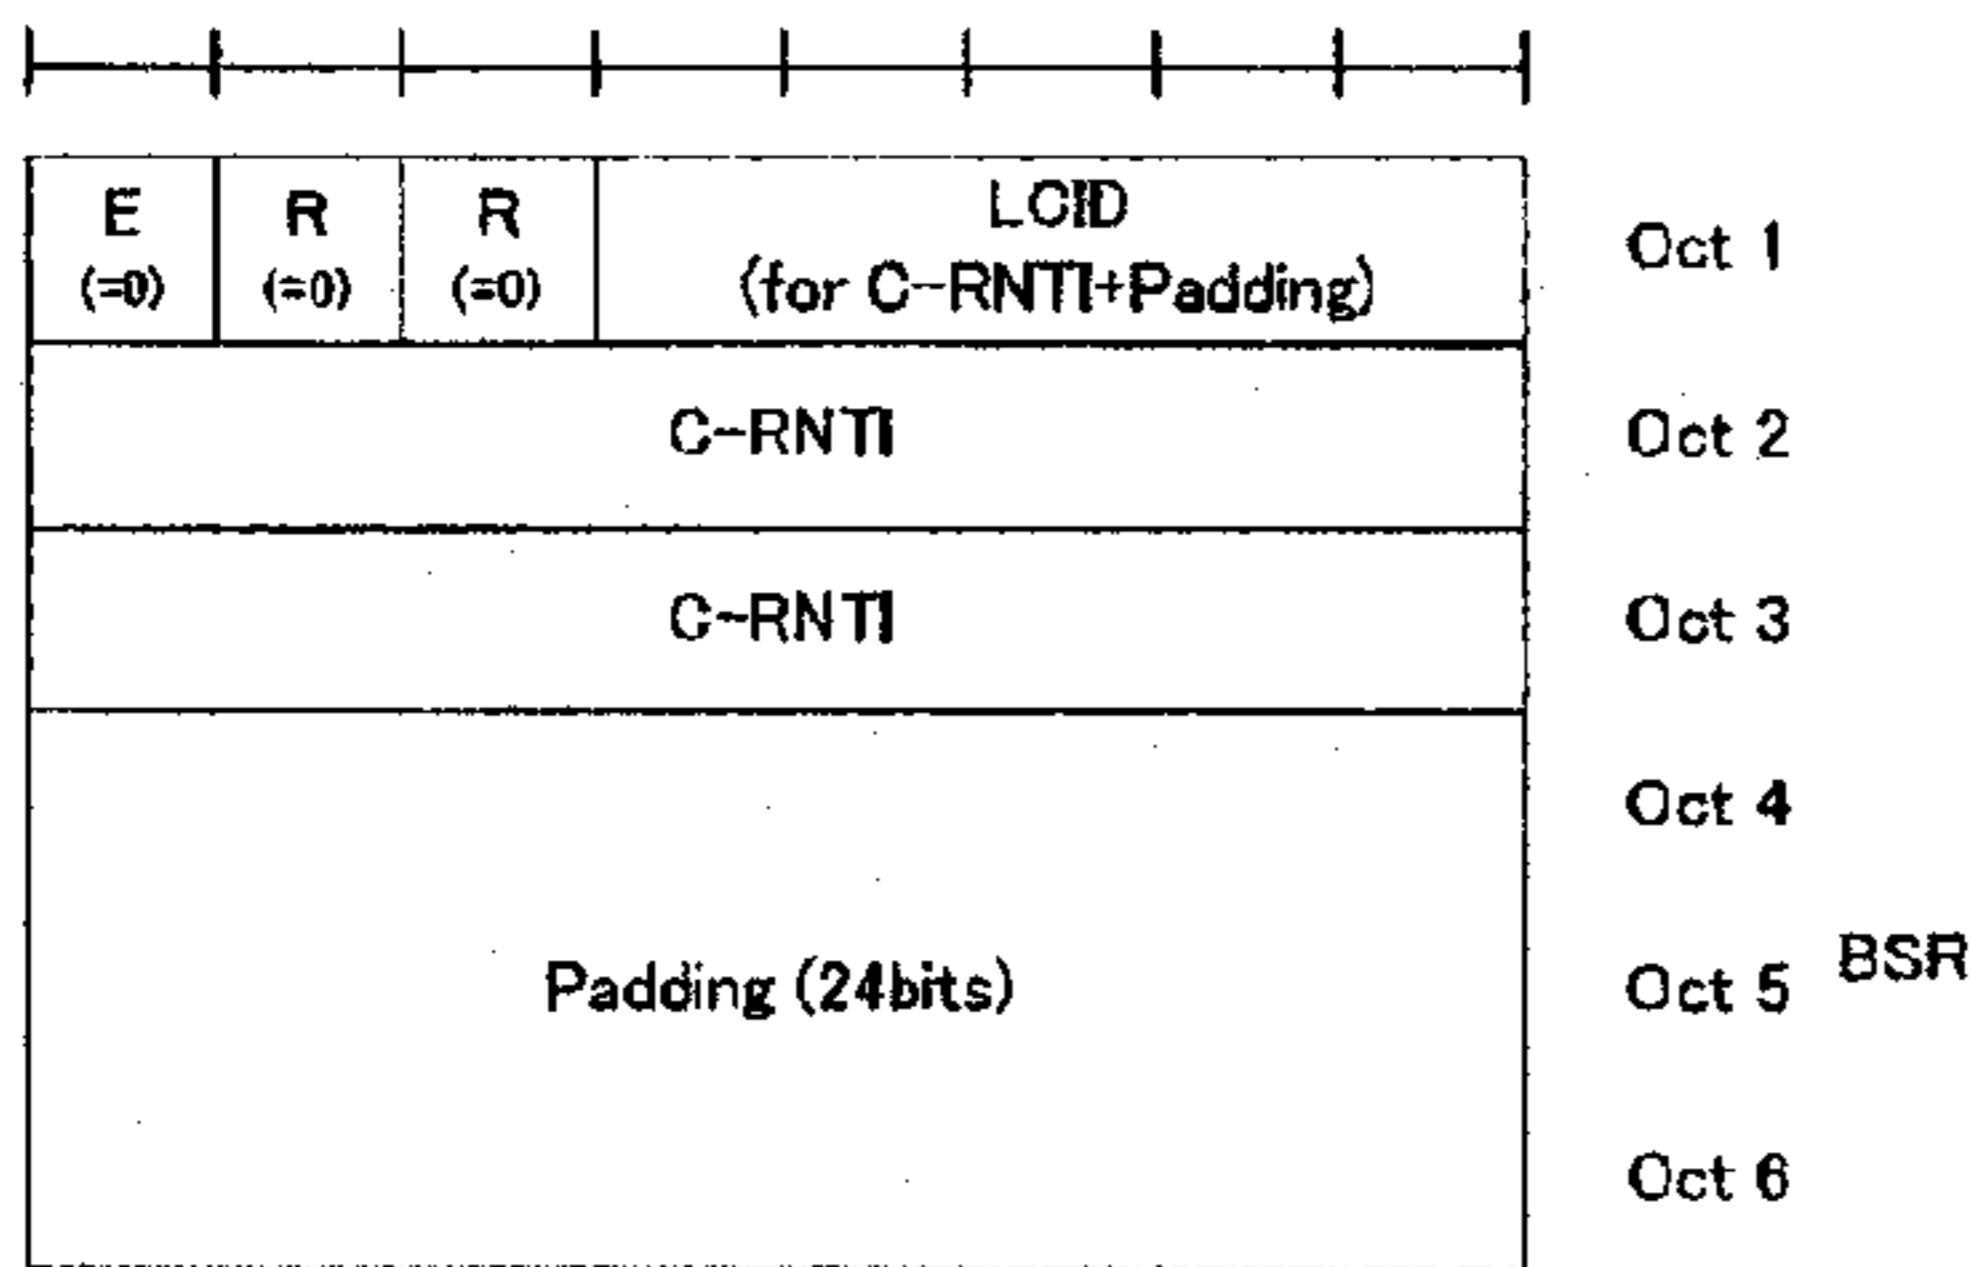 E R R LCID
(=0) (=0) (=0) (for C-RNTI+Padding)
Oct 1
C-RNTI Oct 2
C-RNTI Oct 3
Oct 4
Padding (24bits) Oct 5 BSR
Oct 6